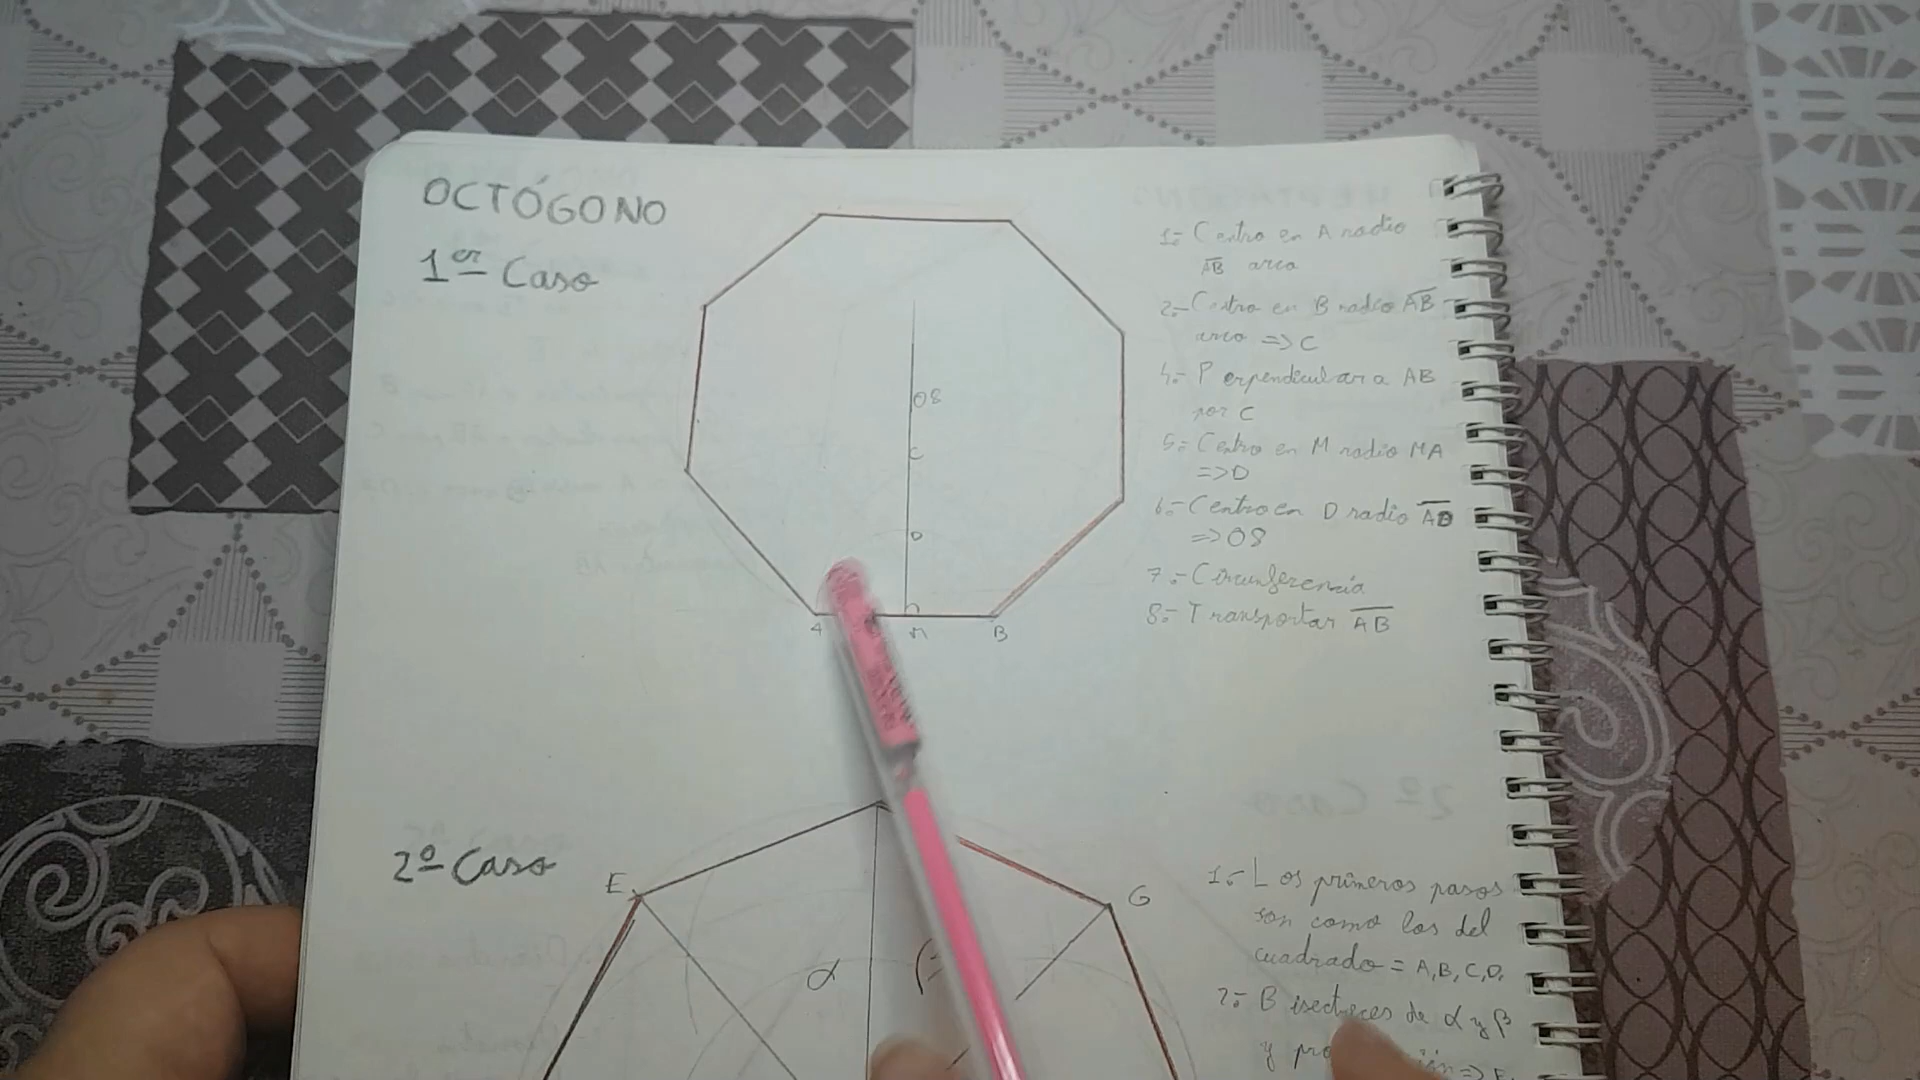 OCTÓGONO
1er Caso
1.- Centro en A radio
AB arco
2.- Centro en B radio AB
arco => C
4.- Perpendicular a AB
por C
5.- Centro en M radio MA
=> D
6.- Centro en D radio AD
=> O8
7.- Circunferencia
8.- Transportar AB
O8
C
D
A M B
2º Caso
E
G
α
1.- Los primeros pasos
son como los del
cuadrado = A, B, C, D.
2.- Bisectrices de α y β
y